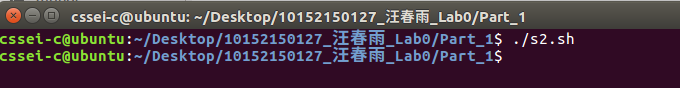 cssei-c@ubuntu: ~/Desktop/10152150127_汪春雨_Lab0/Part_1
cssei-c@ubuntu:~/Desktop/10152150127_汪春雨_Lab0/Part_1$ ./s2.sh
cssei-c@ubuntu:~/Desktop/10152150127_汪春雨_Lab0/Part_1$